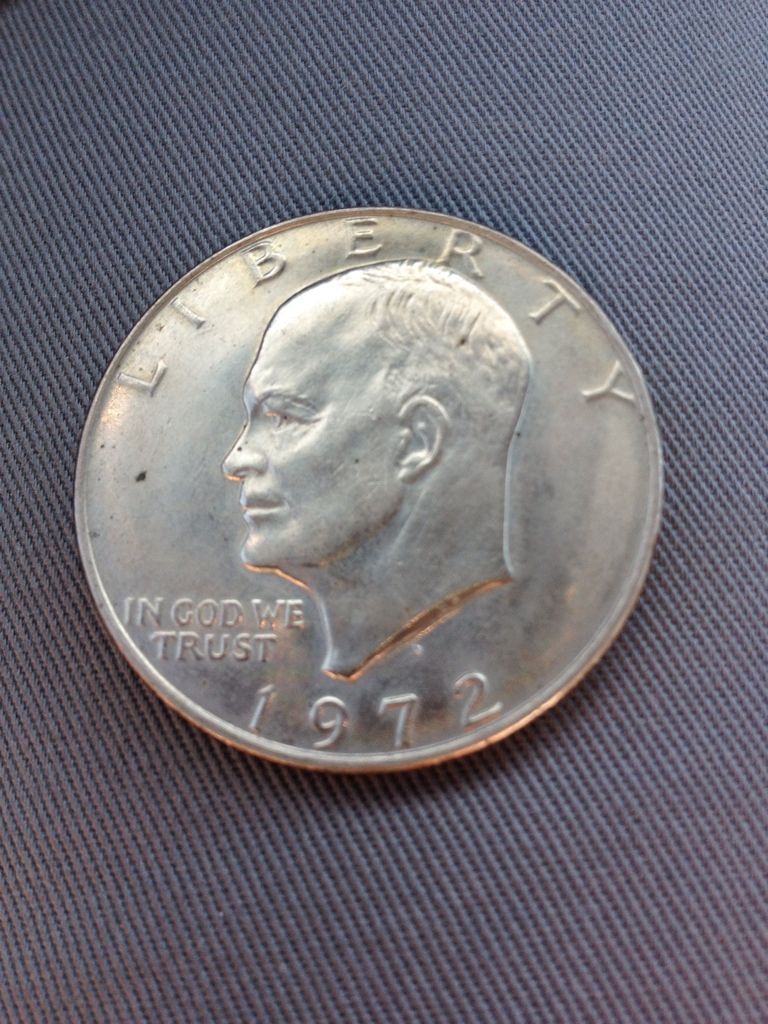 LIBERTY
IN GOD WE
TRUST
1972